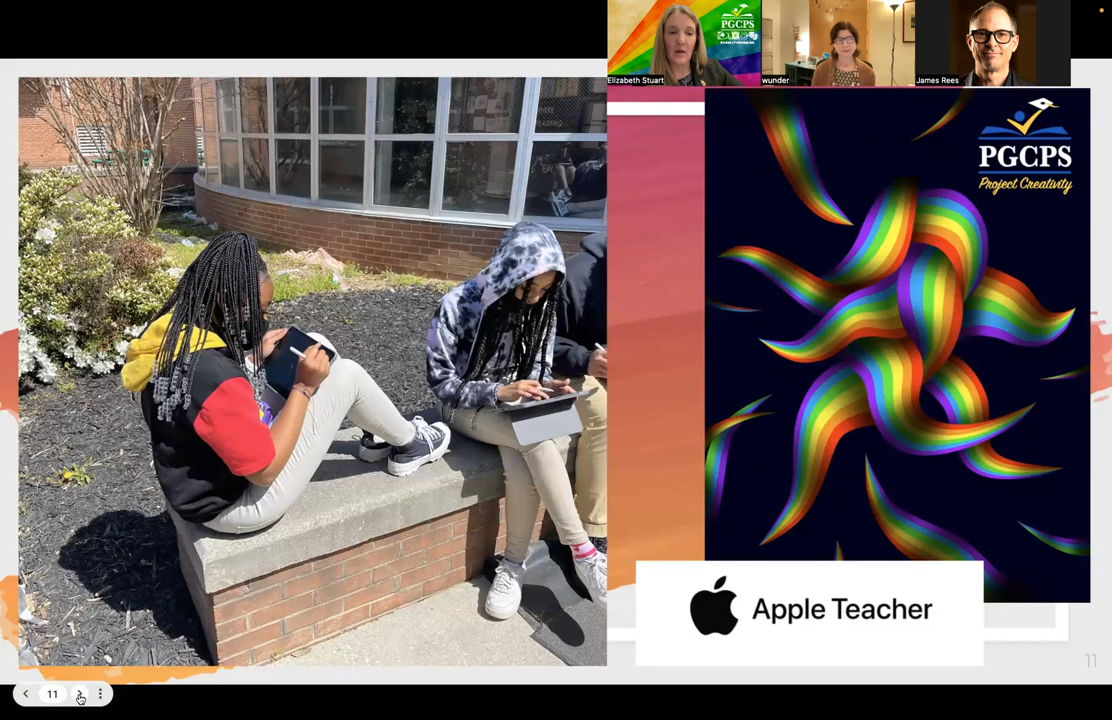 PGCPS
Elizabeth Stuart
wunder
James Rees
PGCPS
Project Creativity
Apple Teacher
11
11